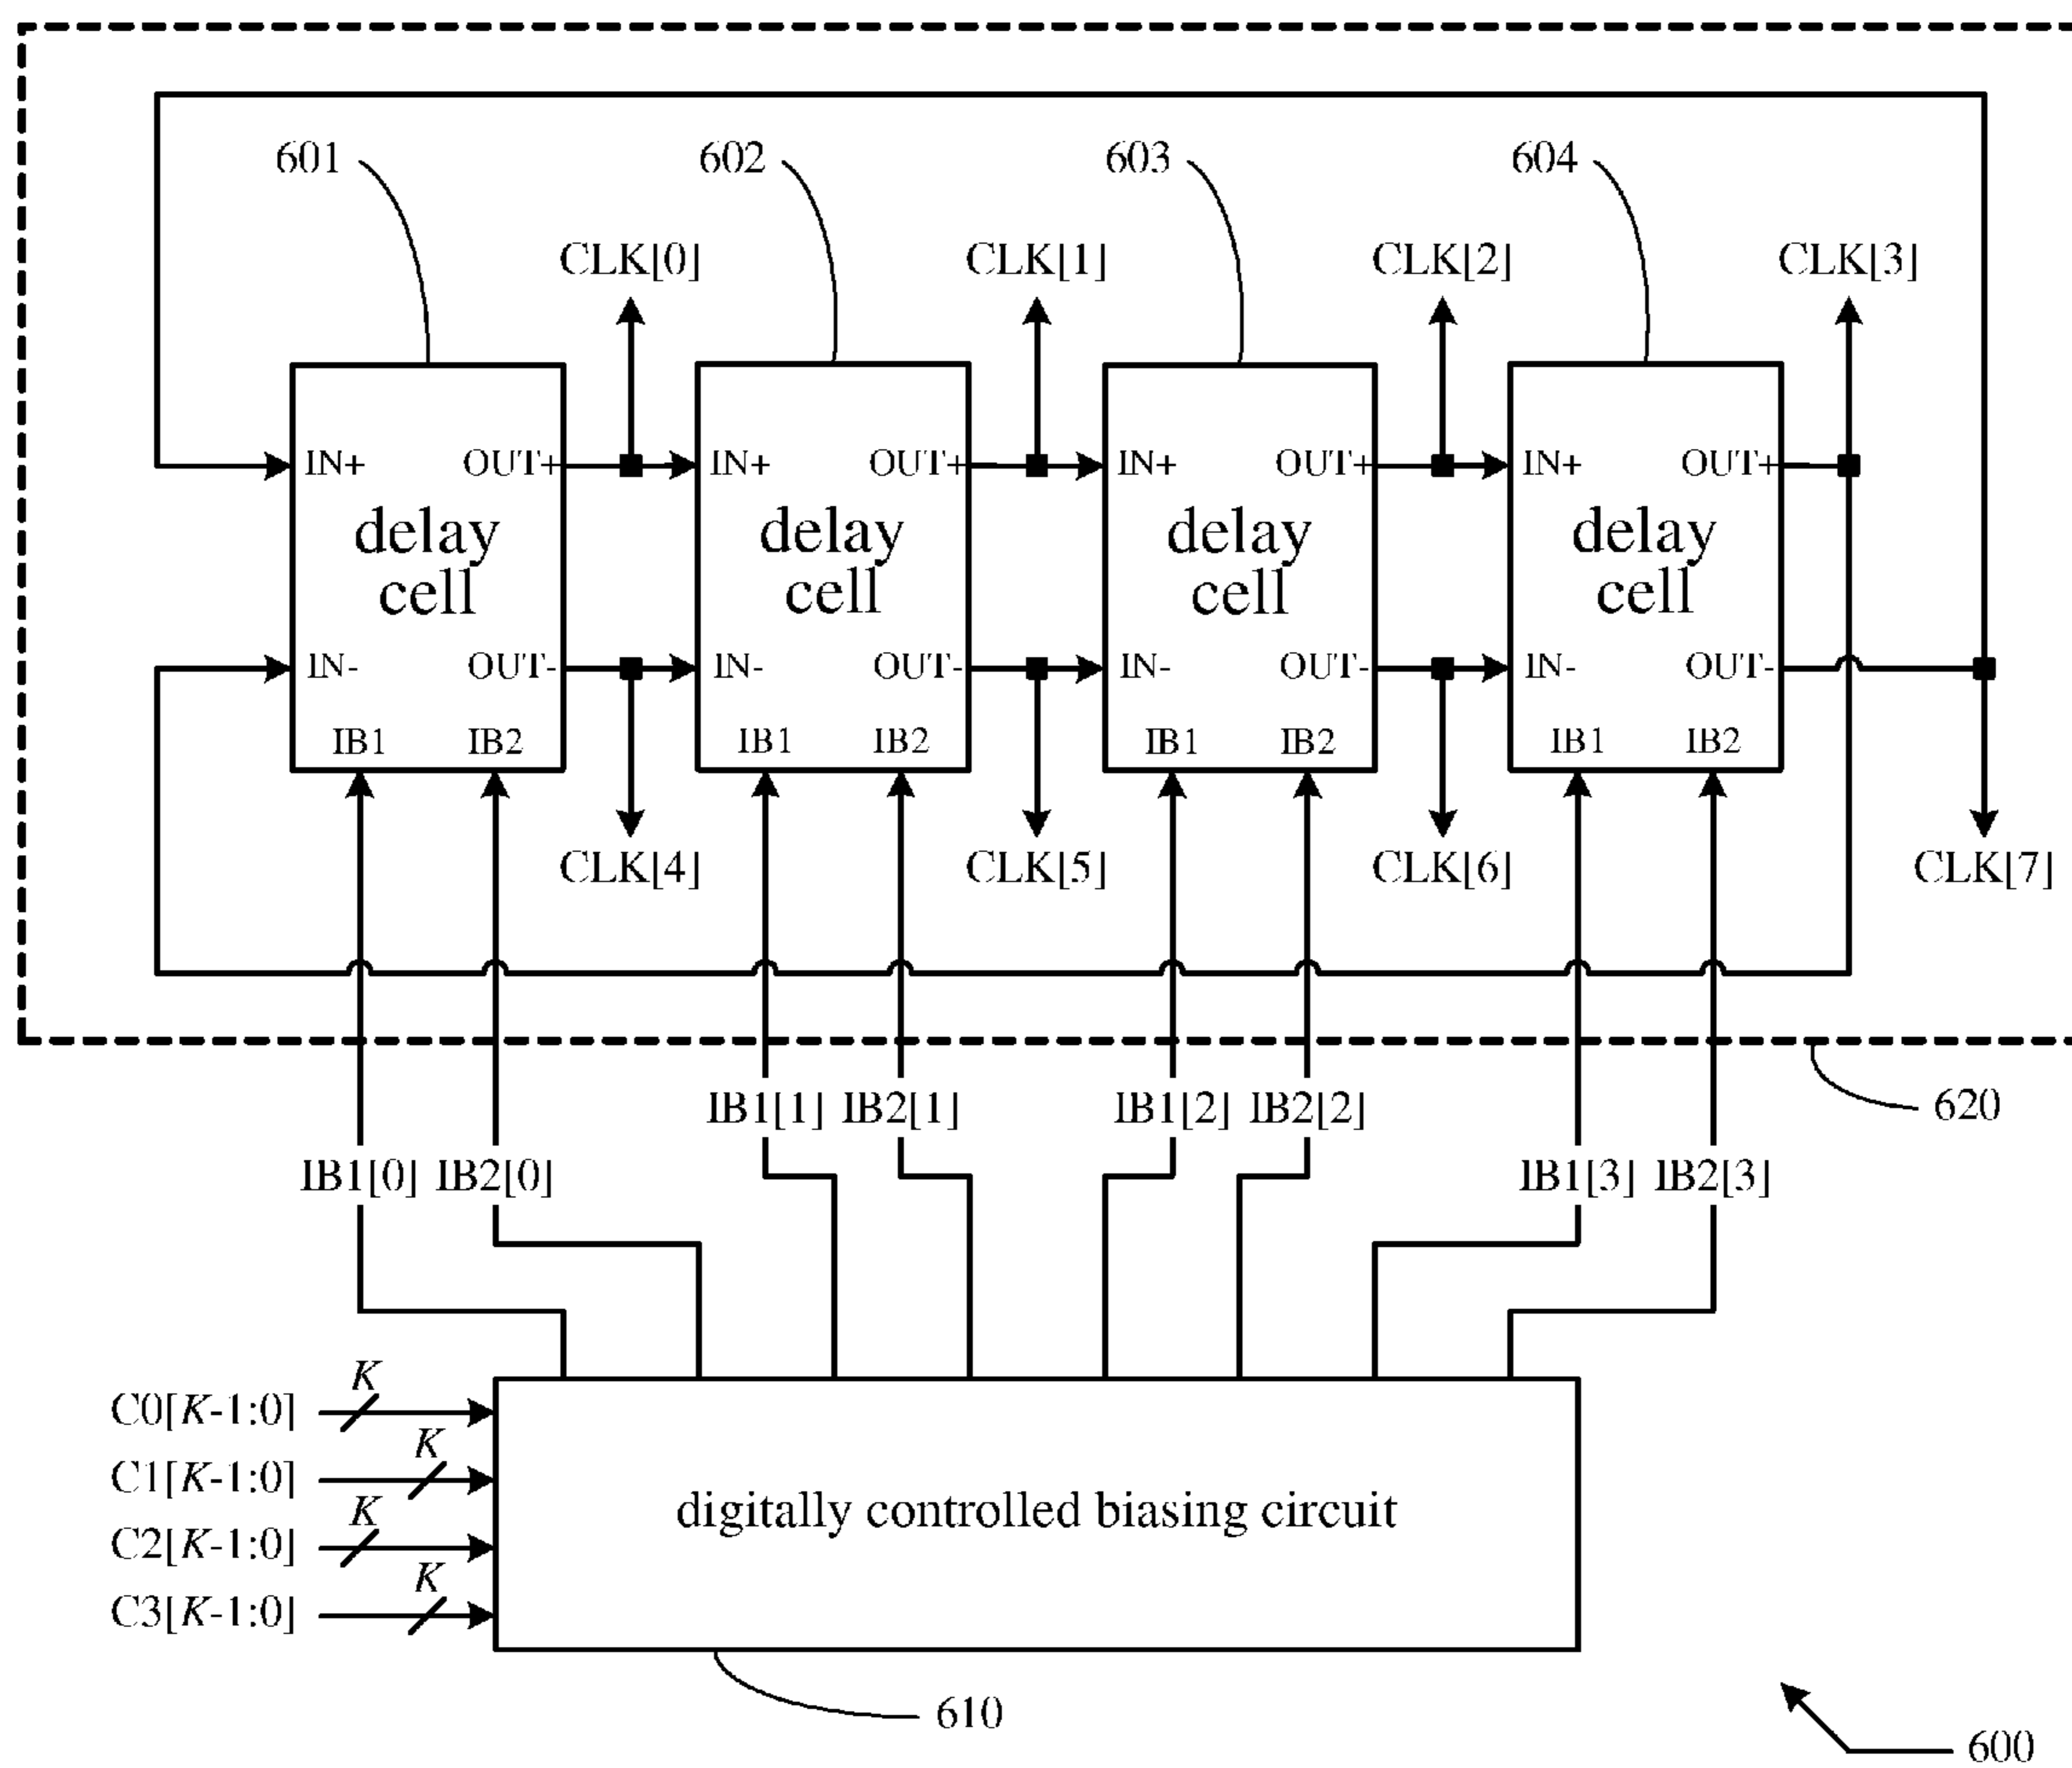 601 602 603 604
CLK[0] CLK[1] CLK[2] CLK[3]
IN+ OUT+ IN+ OUT+ IN+ OUT+ IN+ OUT+
delay delay delay delay
cell cell cell cell
IN- OUT- IN- OUT- IN- OUT- IN- OUT-
IB1 IB2 IB1 IB2 IB1 IB2 IB1 IB2
CLK[4] CLK[5] CLK[6] CLK[7]
IB1[1] IB2[1] IB1[2] IB2[2] 620
IB1[0] IB2[0] IB1[3] IB2[3]
K
C0[K-1:0]
K
C1[K-1:0]
K
C2[K-1:0]
K
C3[K-1:0]
digitally controlled biasing circuit
610
600